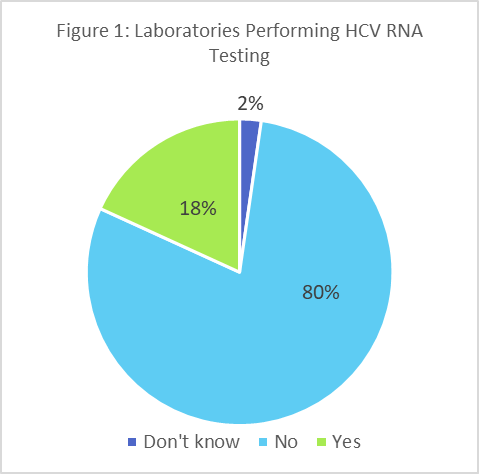 Figure 1: Laboratories Performing HCV RNA
Testing
2%
18%
80%
Don't know No Yes